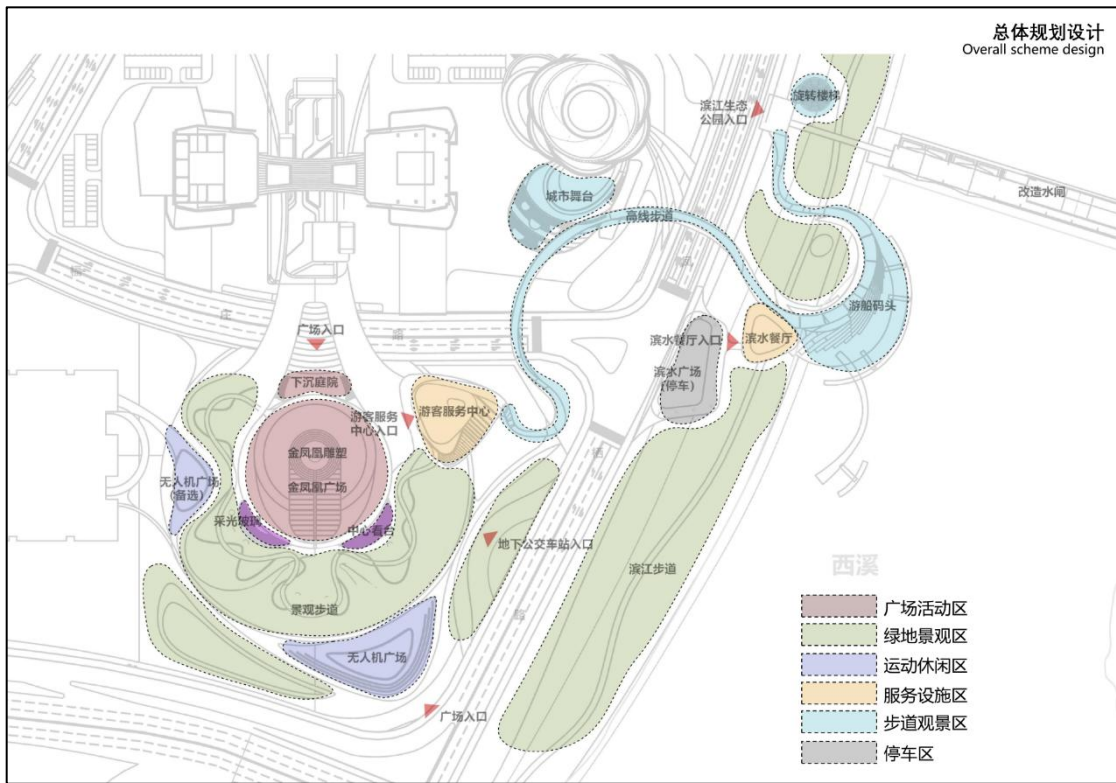 总体规划设计
Overall scheme design
滨江生态
公园入口
旋转楼梯
改造水闸
城市舞台
高线步道
游船码头
广场入口
滨水餐厅入口
滨水餐厅
滨水广场
(停车)
下沉庭院
游客服务
中心入口
游客服务中心
金凤凰雕塑
金凤凰广场
无人机广场
(备选)
采光玻璃
中心看台
地下公交车站入口
滨江步道
西溪
景观步道
无人机广场
广场入口
广场活动区
绿地景观区
运动休闲区
服务设施区
步道观景区
停车区